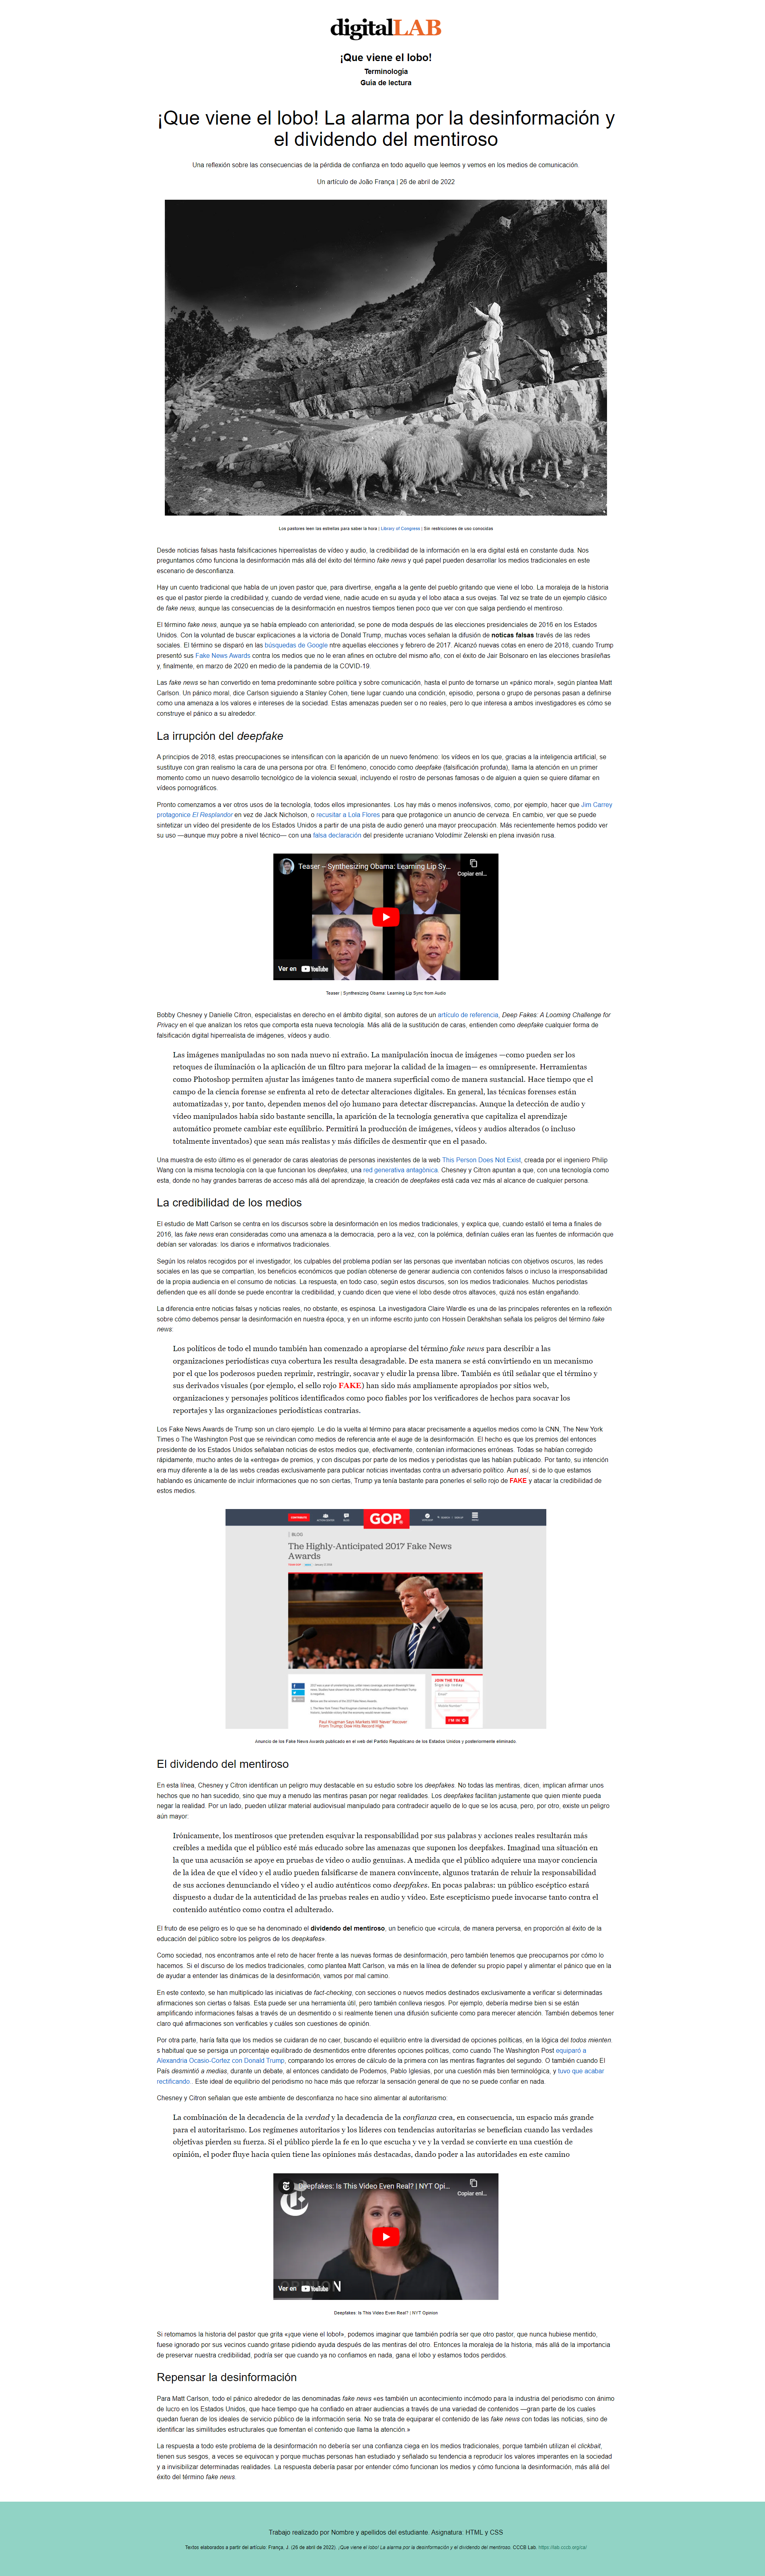 digitalLAB
¡Que viene el lobo!
Terminología
Guía de lectura
¡Que viene el lobo! La alarma por la desinformación y
el dividendo del mentiroso
Una reflexión sobre las consecuencias de la pérdida de confianza en todo aquello que leemos y vemos en los medios de comunicación.
Un artículo de João França | 26 de abril de 2022
Los pastores leen las estrellas para saber la hora | Library of Congress | Sin restricciones de uso conocidas
Desde noticias falsas hasta falsificaciones hiperrealistas de vídeo y audio, la credibilidad de la información en la era digital está en constante duda. Nos
preguntamos cómo funciona la desinformación más allá del éxito del término fake news y qué papel pueden desarrollar los medios tradicionales en este
escenario de desconfianza.
Hay un cuento tradicional que habla de un joven pastor que, para divertirse, engaña a la gente del pueblo gritando que viene el lobo. La moraleja de la historia
es que el pastor pierde la credibilidad y, cuando de verdad viene, nadie acude en su ayuda y el lobo ataca a sus ovejas. Tal vez se trate de un ejemplo clásico
de fake news, aunque las consecuencias de la desinformación en nuestros tiempos tienen poco que ver con que salga perdiendo el mentiroso.
El término fake news, aunque ya se había empleado con anterioridad, se pone de moda después de las elecciones presidenciales de 2016 en los Estados
Unidos. Con la voluntad de buscar explicaciones a la victoria de Donald Trump, muchas voces señalan la difusión de noticas falsas través de las redes
sociales. El término se disparó en las búsquedas de Google ntre aquellas elecciones y febrero de 2017. Alcanzó nuevas cotas en enero de 2018, cuando Trump
presentó sus Fake News Awards contra los medios que no le eran afines en octubre del mismo año, con el éxito de Jair Bolsonaro en las elecciones brasileñas
y, finalmente, en marzo de 2020 en medio de la pandemia de la COVID-19.
Las fake news se han convertido en tema predominante sobre política y sobre comunicación, hasta el punto de tornarse un «pánico moral», según plantea Matt
Carlson. Un pánico moral, dice Carlson siguiendo a Stanley Cohen, tiene lugar cuando una condición, episodio, persona o grupo de personas pasan a definirse
como una amenaza a los valores e intereses de la sociedad. Estas amenazas pueden ser o no reales, pero lo que interesa a ambos investigadores es cómo se
construye el pánico a su alrededor.
La irrupción del deepfake
A principios de 2018, estas preocupaciones se intensifican con la aparición de un nuevo fenómeno: los vídeos en los que, gracias a la inteligencia artificial, se
sustituye con gran realismo la cara de una persona por otra. El fenómeno, conocido como deepfake (falsificación profunda), llama la atención en un primer
momento como un nuevo desarrollo tecnológico de la violencia sexual, incluyendo el rostro de personas famosas o de alguien a quien se quiere difamar en
vídeos pornográficos.
Pronto comenzamos a ver otros usos de la tecnología, todos ellos impresionantes. Los hay más o menos inofensivos, como, por ejemplo, hacer que Jim Carrey
protagonice El Resplandor en vez de Jack Nicholson, o recusitar a Lola Flores para que protagonice un anuncio de cerveza. En cambio, ver que se puede
sintetizar un vídeo del presidente de los Estados Unidos a partir de una pista de audio generó una mayor preocupación. Más recientemente hemos podido ver
su uso —aunque muy pobre a nivel técnico— con una falsa declaración del presidente ucraniano Volodímir Zelenski en plena invasión rusa.
Teaser -- Synthesizing Obama: Learning Lip Sy...
Copiar enl...
Ver en YouTube
Teaser | Synthesizing Obama: Learning Lip Sync from Audio
Bobby Chesney y Danielle Citron, especialistas en derecho en el ámbito digital, son autores de un artículo de referencia, Deep Fakes: A Looming Challenge for
Privacy en el que analizan los retos que comporta esta nueva tecnología. Más allá de la sustitución de caras, entienden como deepfake cualquier forma de
falsificación digital hiperrealista de imágenes, vídeos y audio.
Las imágenes manipuladas no son nada nuevo ni extraño. La manipulación inocua de imágenes —como pueden ser los
retoques de iluminación o la aplicación de un filtro para mejorar la calidad de la imagen— es omnipresente. Herramientas
como Photoshop permiten ajustar las imágenes tanto de manera superficial como de manera sustancial. Hace tiempo que el
campo de la ciencia forense se enfrenta al reto de detectar alteraciones digitales. En general, las técnicas forenses están
automatizadas y, por tanto, dependen menos del ojo humano para detectar discrepancias. Aunque la detección de audio y
video manipulados había sido bastante sencilla, la aparición de la tecnología generativa que capitaliza el aprendizaje
automático promete cambiar este equilibrio. Permitirá la producción de imágenes, vídeos y audios alterados (o incluso
totalmente inventados) que sean más realistas y más difíciles de desmentir que en el pasado.
Una muestra de esto último es el generador de caras aleatorias de personas inexistentes de la web This Person Does Not Exist, creada por el ingeniero Philip
Wang con la misma tecnología con la que funcionan los deepfakes, una red generativa antagónica. Chesney y Citron apuntan a que, con una tecnología como
esta, donde no hay grandes barreras de acceso más allá del aprendizaje, la creación de deepfakes está cada vez más al alcance de cualquier persona.
La credibilidad de los medios
El estudio de Matt Carlson se centra en los discursos sobre la desinformación en los medios tradicionales, y explica que, cuando estalló el tema a finales de
2016, las fake news eran consideradas como una amenaza a la democracia, pero a la vez, con la polémica, definían cuáles eran las fuentes de información que
debían ser valoradas: los diarios e informativos tradicionales.
Según los relatos recogidos por el investigador, los culpables del problema podían ser las personas que inventaban noticias con objetivos oscuros, las redes
sociales en las que se compartían, los beneficios económicos que podían obtenerse de generar audiencia con contenidos falsos o incluso la irresponsabilidad
de la propia audiencia en el consumo de noticias. La respuesta, en todo caso, según estos discursos, son los medios tradicionales. Muchos periodistas
defienden que es allí donde se puede encontrar la credibilidad, y cuando dicen que viene el lobo desde otros altavoces, quizá nos están engañando.
La diferencia entre noticias falsas y noticias reales, no obstante, es espinosa. La investigadora Claire Wardle es una de las principales referentes en la reflexión
sobre cómo debemos pensar la desinformación en nuestra época, y en un informe escrito junto con Hossein Derakhshan señala los peligros del término fake
news:
Los políticos de todo el mundo también han comenzado a apropiarse del término fake news para describir a las
organizaciones periodísticas cuya cobertura les resulta desagradable. De esta manera se está convirtiendo en un mecanismo
por el que los poderosos pueden reprimir, restringir, socavar y eludir la prensa libre. También es útil señalar que el término y
sus derivados visuales (por ejemplo, el sello rojo FAKE) han sido más ampliamente apropiados por sitios web,
organizaciones y personajes políticos identificados como poco fiables por los verificadores de hechos para socavar los
reportajes y las organizaciones periodísticas contrarias.
Los Fake News Awards de Trump son un claro ejemplo. Le dio la vuelta al término para atacar precisamente a aquellos medios como la CNN, The New York
Times o The Washington Post que se reivindican como medios de referencia ante el auge de la desinformación. El hecho es que los premios del entonces
presidente de los Estados Unidos señalaban noticias de estos medios que, efectivamente, contenían informaciones erróneas. Todas se habían corregido
rápidamente, mucho antes de la «entrega» de premios, y con disculpas por parte de los medios y periodistas que las habían publicado. Por tanto, su intención
era muy diferente a la de las webs creadas exclusivamente para publicar noticias inventadas contra un adversario político. Aun así, si de lo que estamos
hablando es únicamente de incluir informaciones que no son ciertas, Trump ya tenía bastante para ponerles el sello rojo de FAKE y atacar la credibilidad de
estos medios.
GOP
BLOG
The Highly-Anticipated 2017 Fake News
Awards
JOIN THE TEAM
I'M IN
Paul Krugman Says Markets Will 'Never' Recover
From Trump; Dow Hits Record High
Anuncio de los Fake News Awards publicado en el web del Partido Republicano de los Estados Unidos y posteriormente eliminado.
El dividendo del mentiroso
En esta línea, Chesney y Citron identifican un peligro muy destacable en su estudio sobre los deepfakes. No todas las mentiras, dicen, implican afirmar unos
hechos que no han sucedido, sino que muy a menudo las mentiras pasan por negar realidades. Los deepfakes facilitan justamente que quien miente pueda
negar la realidad. Por un lado, pueden utilizar material audiovisual manipulado para contradecir aquello de lo que se los acusa, pero, por otro, existe un peligro
aún mayor:
Irónicamente, los mentirosos que pretenden esquivar la responsabilidad por sus palabras y acciones reales resultarán más
creíbles a medida que el público esté más educado sobre las amenazas que suponen los deepfakes. Imaginad una situación en
la que una acusación se apoye en pruebas de vídeo o audio genuinas. A medida que el público adquiere una mayor conciencia
de la idea de que el vídeo y el audio pueden falsificarse de manera convincente, algunos tratarán de rehuir la responsabilidad
de sus acciones denunciando el vídeo y el audio auténticos como deepfakes. En pocas palabras: un público escéptico estará
dispuesto a dudar de la autenticidad de las pruebas reales en audio y vídeo. Este escepticismo puede invocarse tanto contra el
contenido auténtico como contra el adulterado.
El fruto de ese peligro es lo que se ha denominado el dividendo del mentiroso, un beneficio que «circula, de manera perversa, en proporción al éxito de la
educación del público sobre los peligros de los deepkafes».
Como sociedad, nos encontramos ante el reto de hacer frente a las nuevas formas de desinformación, pero también tenemos que preocuparnos por cómo lo
hacemos. Si el discurso de los medios tradicionales, como plantea Matt Carlson, va más en la línea de defender su propio papel y alimentar el pánico que en la
de ayudar a entender las dinámicas de la desinformación, vamos por mal camino.
En este contexto, se han multiplicado las iniciativas de fact-checking, con secciones o nuevos medios destinados exclusivamente a verificar si determinadas
afirmaciones son ciertas o falsas. Esta puede ser una herramienta útil, pero también conlleva riesgos. Por ejemplo, debería medirse bien si se están
amplificando informaciones falsas a través de un desmentido o si realmente tienen una difusión suficiente como para merecer atención. También debemos tener
claro qué afirmaciones son verificables y cuáles son cuestiones de opinión.
Por otra parte, haría falta que los medios se cuidaran de no caer, buscando el equilibrio entre la diversidad de opciones políticas, en la lógica del todos mienten.
s habitual que se persiga un porcentaje equilibrado de desmentidos entre diferentes opciones políticas, como cuando The Washington Post equiparó a
Alexandria Ocasio-Cortez con Donald Trump, comparando los errores de cálculo de la primera con las mentiras flagrantes del segundo. O también cuando El
País desmintió a medias, durante un debate, al entonces candidato de Podemos, Pablo Iglesias, por una cuestión más bien terminológica, y tuvo que acabar
rectificando.. Este ideal de equilibrio del periodismo no hace más que reforzar la sensación general de que no se puede confiar en nada.
Chesney y Citron señalan que este ambiente de desconfianza no hace sino alimentar al autoritarismo:
La combinación de la decadencia de la verdad y la decadencia de la confianza crea, en consecuencia, un espacio más grande
para el autoritarismo. Los regímenes autoritarios y los líderes con tendencias autoritarias se benefician cuando las verdades
objetivas pierden su fuerza. Si el público pierde la fe en lo que escucha y ve y la verdad se convierte en una cuestión de
opinión, el poder fluye hacia quien tiene las opiniones más destacadas, dando poder a las autoridades en este camino
Deepfakes: Is This Video Even Real? | NYT Opi...
Copiar enl...
OPINION
Ver en YouTube
Deepfakes: Is This Video Even Real? | NYT Opinion
Si retomamos la historia del pastor que grita «¡que viene el lobo!», podemos imaginar que también podría ser que otro pastor, que nunca hubiese mentido,
fuese ignorado por sus vecinos cuando gritase pidiendo ayuda después de las mentiras del otro. Entonces la moraleja de la historia, más allá de la importancia
de preservar nuestra credibilidad, podría ser que cuando ya no confiamos en nada, gana el lobo y estamos todos perdidos.
Repensar la desinformación
Para Matt Carlson, todo el pánico alrededor de las denominadas fake news «es también un acontecimiento incómodo para la industria del periodismo con ánimo
de lucro en los Estados Unidos, que hace tiempo que ha confiado en atraer audiencias a través de una variedad de contenidos —gran parte de los cuales
quedan fueran de los ideales de servicio público de la información seria. No se trata de equiparar el contenido de las fake news con todas las noticias, sino de
identificar las similitudes estructurales que fomentan el contenido que llama la atención.»
La respuesta a todo este problema de la desinformación no debería ser una confianza ciega en los medios tradicionales, porque también utilizan el clickbait,
tienen sus sesgos, a veces se equivocan y porque muchas personas han estudiado y señalado su tendencia a reproducir los valores imperantes en la sociedad
y a invisibilizar determinadas realidades. La respuesta debería pasar por entender cómo funcionan los medios y cómo funciona la desinformación, más allá del
éxito del término fake news.
Trabajo realizado por Nombre y apellidos del estudiante. Asignatura: HTML y CSS
Textos elaborados a partir del artículo: França, J. (26 de abril de 2022). ¡Que viene el lobo! La alarma por la desinformación y el dividendo del mentiroso. CCCB Lab. https://lab.cccb.org/ca/